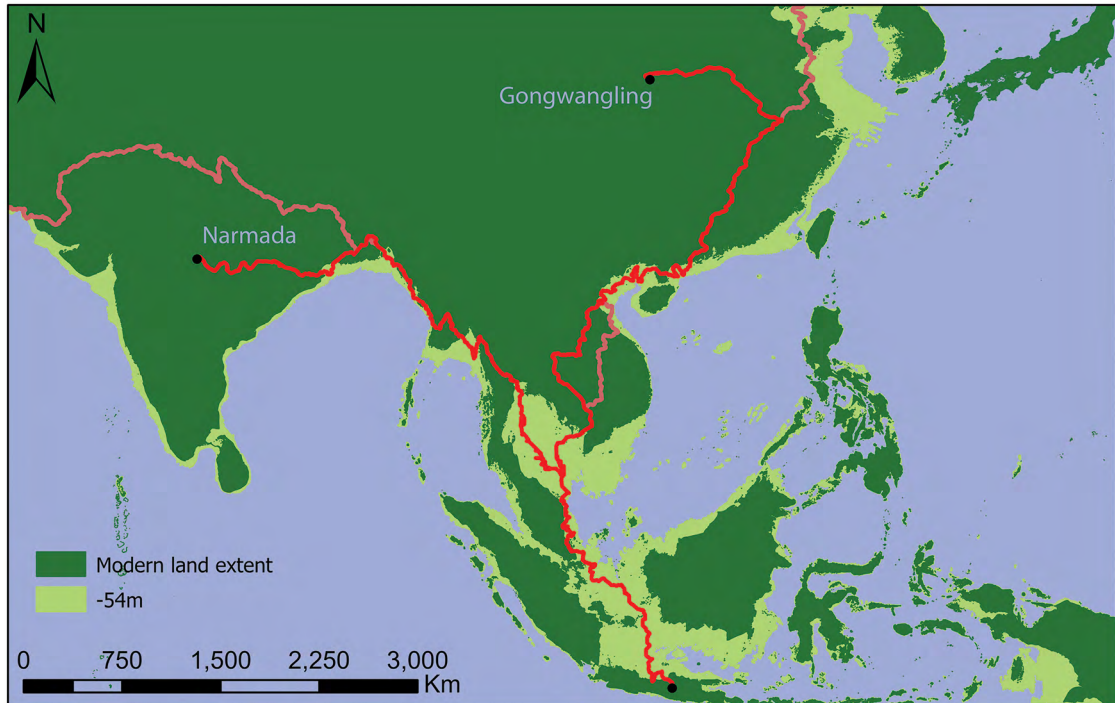 N
Gongwangling
Narmada
Modern land extent
-54m
0 750 1,500 2,250 3,000
Km